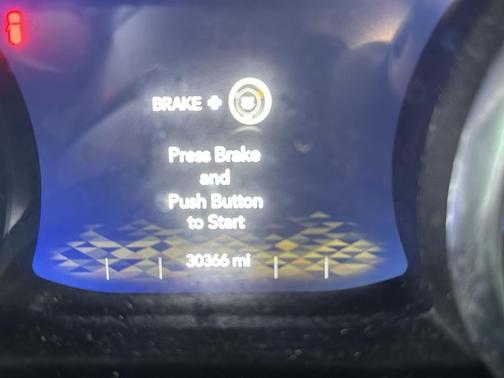 BRAKE +
Press Brake
and
Push Button
to Start
30366 mi